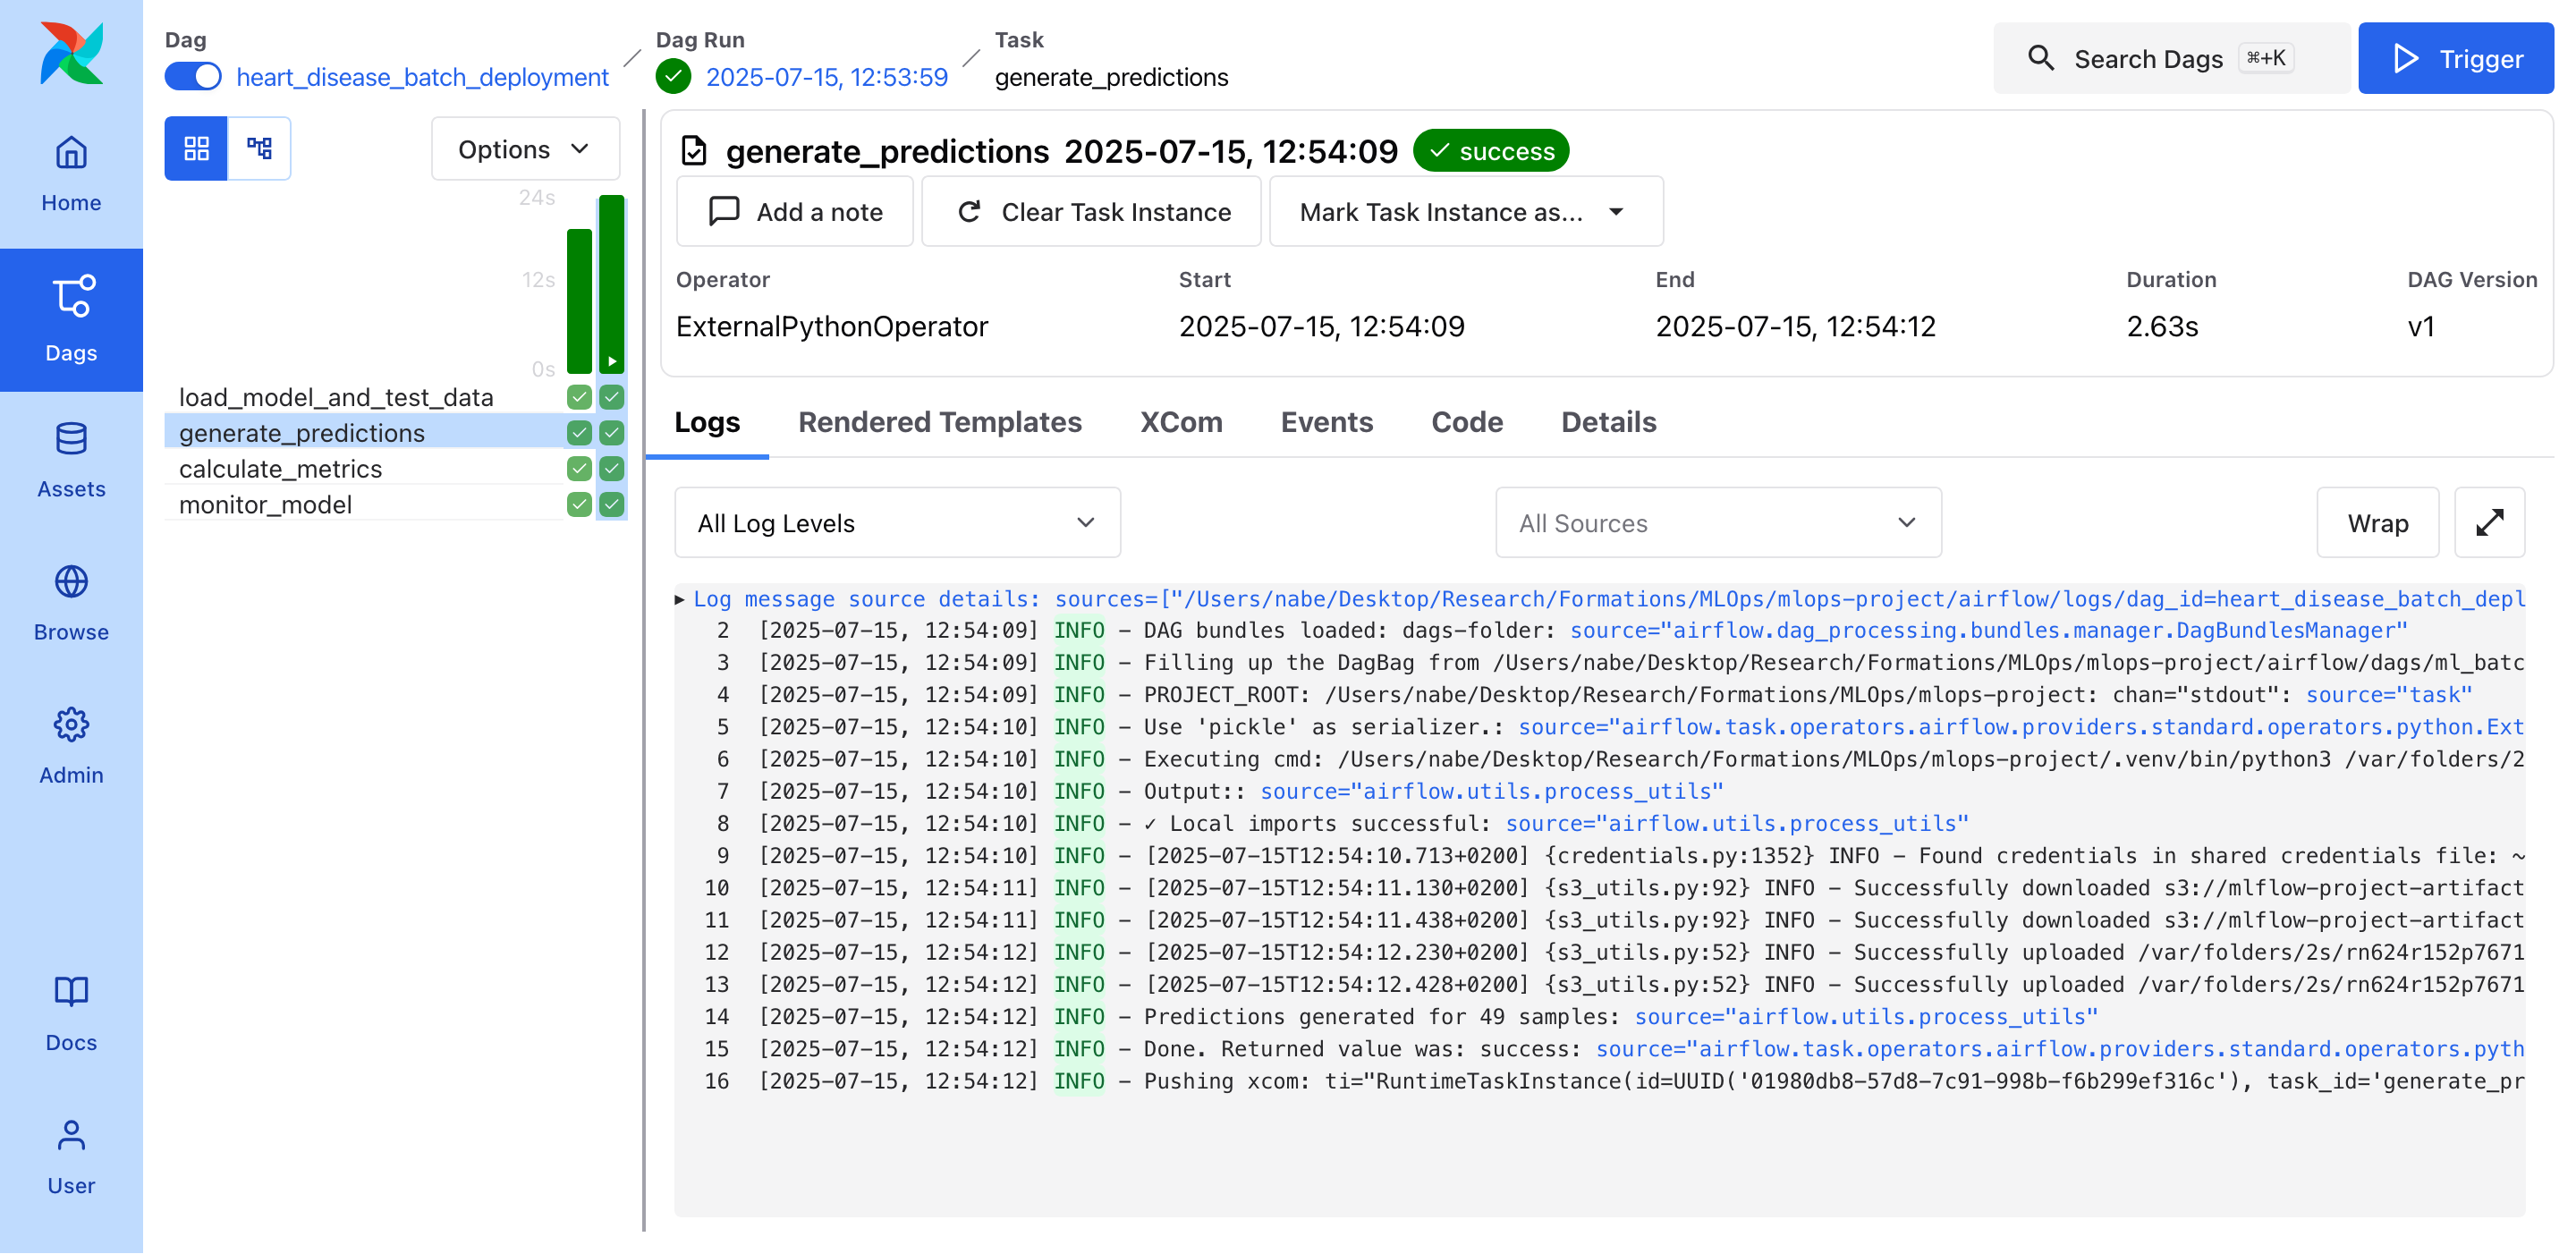 Dag
heart_disease_batch_deployment
Dag Run
2025-07-15, 12:53:59
Task
generate_predictions
Search Dags ⌘+K
Trigger
Home
Dags
Assets
Browse
Admin
Docs
User
Options
24s
12s
0s
load_model_and_test_data
generate_predictions
calculate_metrics
monitor_model
generate_predictions 2025-07-15, 12:54:09 success
Add a note
Clear Task Instance
Mark Task Instance as...
Operator Start End Duration DAG Version
ExternalPythonOperator 2025-07-15, 12:54:09 2025-07-15, 12:54:12 2.63s v1
Logs Rendered Templates XCom Events Code Details
All Log Levels
All Sources
Wrap
Log message source details: sources=["/Users/nabe/Desktop/Research/Formations/MLOps/mlops-project/airflow/logs/dag_id=heart_disease_batch_depl
2 [2025-07-15, 12:54:09] INFO - DAG bundles loaded: dags-folder: source="airflow.dag_processing.bundles.manager.DagBundlesManager"
3 [2025-07-15, 12:54:09] INFO - Filling up the DagBag from /Users/nabe/Desktop/Research/Formations/MLOps/mlops-project/airflow/dags/ml_batc
4 [2025-07-15, 12:54:09] INFO - PROJECT_ROOT: /Users/nabe/Desktop/Research/Formations/MLOps/mlops-project: chan="stdout": source="task"
5 [2025-07-15, 12:54:10] INFO - Use 'pickle' as serializer.: source="airflow.task.operators.airflow.providers.standard.operators.python.Ext
6 [2025-07-15, 12:54:10] INFO - Executing cmd: /Users/nabe/Desktop/Research/Formations/MLOps/mlops-project/.venv/bin/python3 /var/folders/2
7 [2025-07-15, 12:54:10] INFO - Output:: source="airflow.utils.process_utils"
8 [2025-07-15, 12:54:10] INFO - ✓ Local imports successful: source="airflow.utils.process_utils"
9 [2025-07-15, 12:54:10] INFO - [2025-07-15T12:54:10.713+0200] {credentials.py:1352} INFO - Found credentials in shared credentials file: ~
10 [2025-07-15, 12:54:11] INFO - [2025-07-15T12:54:11.130+0200] {s3_utils.py:92} INFO - Successfully downloaded s3://mlflow-project-artifact
11 [2025-07-15, 12:54:11] INFO - [2025-07-15T12:54:11.438+0200] {s3_utils.py:92} INFO - Successfully downloaded s3://mlflow-project-artifact
12 [2025-07-15, 12:54:12] INFO - [2025-07-15T12:54:12.230+0200] {s3_utils.py:52} INFO - Successfully uploaded /var/folders/2s/rn624r152p7671
13 [2025-07-15, 12:54:12] INFO - [2025-07-15T12:54:12.428+0200] {s3_utils.py:52} INFO - Successfully uploaded /var/folders/2s/rn624r152p7671
14 [2025-07-15, 12:54:12] INFO - Predictions generated for 49 samples: source="airflow.utils.process_utils"
15 [2025-07-15, 12:54:12] INFO - Done. Returned value was: success: source="airflow.task.operators.airflow.providers.standard.operators.pyth
16 [2025-07-15, 12:54:12] INFO - Pushing xcom: ti="RuntimeTaskInstance(id=UUID('01980db8-57d8-7c91-998b-f6b299ef316c'), task_id='generate_pr